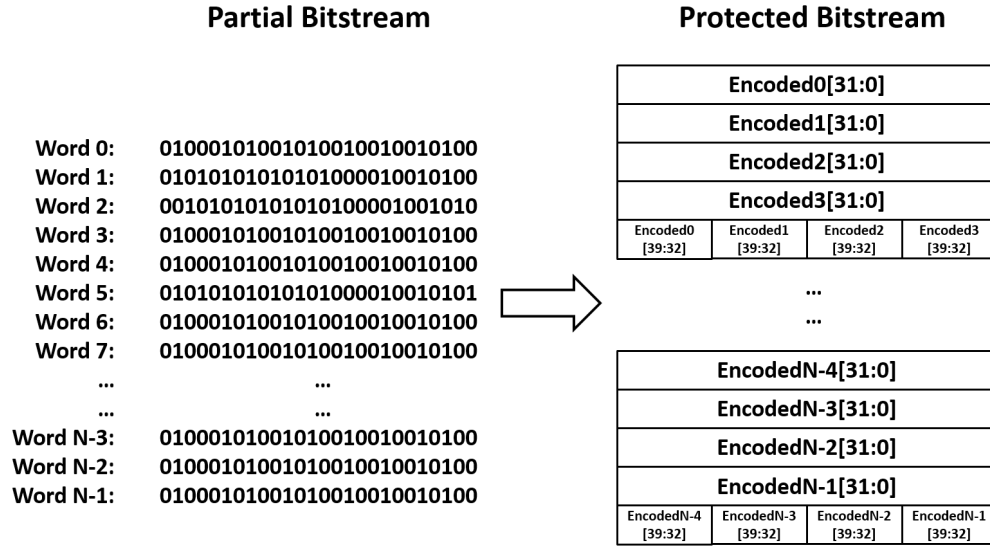 Partial Bitstream
Word 0: 01000101001010010010010100
Word 1: 01010101010101000010010100
Word 2: 00101010101010100001001010
Word 3: 01000101001010010010010100
Word 4: 01000101001010010010010100
Word 5: 01010101010101000010010101
Word 6: 01000101001010010010010100
Word 7: 01000101001010010010010100
... ...
... ...
Word N-3: 01000101001010010010010100
Word N-2: 01000101001010010010010100
Word N-1: 01000101001010010010010100
Protected Bitstream
Encoded0[31:0]
Encoded1[31:0]
Encoded2[31:0]
Encoded3[31:0]
Encoded0 Encoded1 Encoded2 Encoded3
[39:32] [39:32] [39:32] [39:32]
...
...
EncodedN-4[31:0]
EncodedN-3[31:0]
EncodedN-2[31:0]
EncodedN-1[31:0]
EncodedN-4 EncodedN-3 EncodedN-2 EncodedN-1
[39:32] [39:32] [39:32] [39:32]